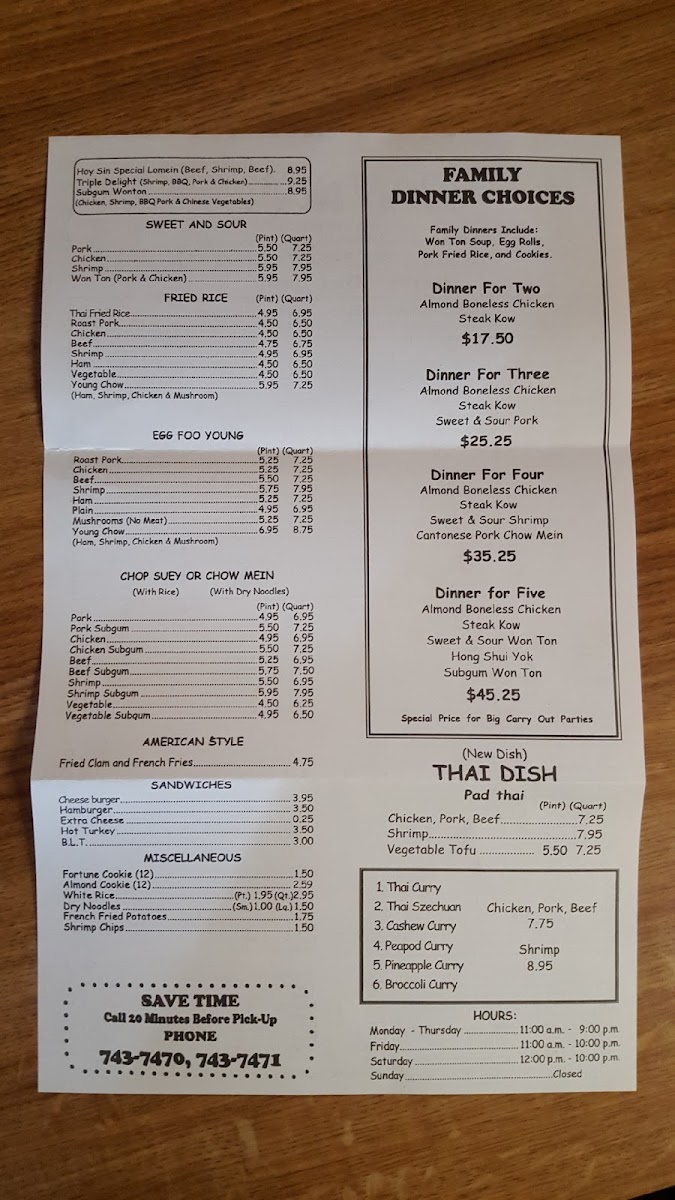 Hoy Sin Special Lomein (Beef, Shrimp, Beef). 8.95
Triple Delight (Shrimp, BBQ, Pork & Chicken)................9.25
Subgum Wonton................8.95
(Chicken, Shrimp, BBQ Pork & Chinese Vegetables)
SWEET AND SOUR
(Pint) (Quart)
Pork................5.50 7.25
Chicken................5.50 7.25
Shrimp................5.95 7.95
Won Ton (Pork & Chicken)................5.95 7.95
FRIED RICE (Pint) (Quart)
Thai Fried Rice................4.95 6.95
Roast Pork................4.50 6.50
Chicken................4.50 6.50
Beef................4.75 6.75
Shrimp................4.95 6.95
Ham................4.50 6.50
Vegetable................4.50 6.50
Young Chow................5.95 7.25
(Ham, Shrimp, Chicken & Mushroom)
EGG FOO YOUNG
(Pint) (Quart)
Roast Pork................5.25 7.25
Chicken................5.25 7.25
Beef................5.50 7.25
Shrimp................5.75 7.95
Ham................5.25 7.25
Plain................4.95 6.95
Mushrooms (No Meat)................5.25 7.25
Young Chow................6.95 8.75
(Ham, Shrimp, Chicken & Mushroom)
CHOP SUEY OR CHOW MEIN
(With Rice) (With Dry Noodles)
(Pint) (Quart)
Pork................4.95 6.95
Pork Subgum................5.50 7.25
Chicken................4.95 6.95
Chicken Subgum................5.50 7.25
Beef................5.25 6.95
Beef Subgum................5.75 7.50
Shrimp................5.50 6.95
Shrimp Subgum................5.95 7.95
Vegetable................4.50 6.25
Vegetable Subgum................4.95 6.50
AMERICAN STYLE
Fried Clam and French Fries................4.75
SANDWICHES
Cheese burger................3.95
Hamburger................3.50
Extra Cheese................0.25
Hot Turkey................3.50
B.L.T.................3.00
MISCELLANEOUS
Fortune Cookie (12)................1.50
Almond Cookie (12)................2.59
White Rice................(Pt.) 1.95 (Qt.)2.95
Dry Noodles................(Sm.)1.00 (Lg.) 1.50
French Fried Potatoes................1.75
Shrimp Chips................1.50
SAVE TIME
Call 20 Minutes Before Pick-Up
PHONE
743-7470, 743-7471
FAMILY
DINNER CHOICES
Family Dinners Include:
Won Ton Soup, Egg Rolls,
Pork Fried Rice, and Cookies.
Dinner For Two
Almond Boneless Chicken
Steak Kow
$17.50
Dinner For Three
Almond Boneless Chicken
Steak Kow
Sweet & Sour Pork
$25.25
Dinner For Four
Almond Boneless Chicken
Steak Kow
Sweet & Sour Shrimp
Cantonese Pork Chow Mein
$35.25
Dinner for Five
Almond Boneless Chicken
Steak Kow
Sweet & Sour Won Ton
Hong Shui Yok
Subgum Won Ton
$45.25
Special Price for Big Carry Out Parties
(New Dish)
THAI DISH
Pad thai
(Pint) (Quart)
Chicken, Pork, Beef................7.25
Shrimp................7.95
Vegetable Tofu ................ 5.50 7.25
1. Thai Curry
2. Thai Szechuan
3. Cashew Curry
4. Peapod Curry
5. Pineapple Curry
6. Broccoli Curry
Chicken, Pork, Beef
7.75
Shrimp
8.95
HOURS:
Monday - Thursday ................11:00 a.m. - 9:00 p.m.
Friday................11:00 a.m. - 10:00 p.m.
Saturday ................12:00 p.m. - 10:00 p.m.
Sunday ................Closed